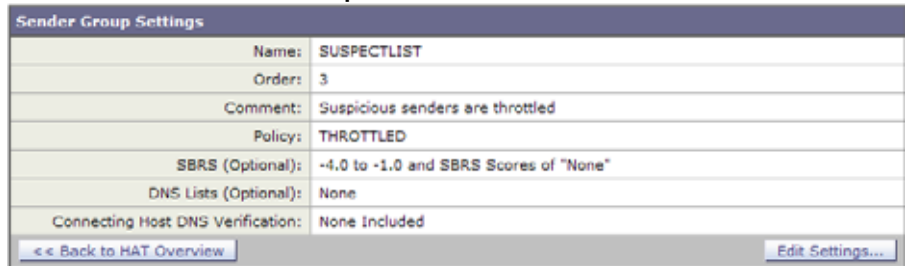 Sender Group Settings
Name: SUSPECTLIST
Order: 3
Comment: Suspicious senders are throttled
Policy: THROTTLED
SBRS (Optional): -4.0 to -1.0 and SBRS Scores of "None"
DNS Lists (Optional): None
Connecting Host DNS Verification: None Included
<< Back to HAT Overview Edit Settings...